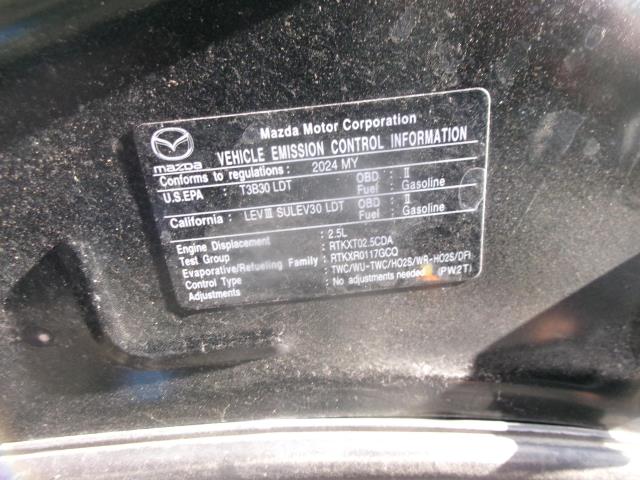 mazda
Mazda Motor Corporation
VEHICLE EMISSION CONTROL INFORMATION
Conforms to regulations : 2024 MY
U.S.EPA T3B30 LDT OBD : II
Fuel : Gasoline
California : LEV III SULEV30 LDT OBD : II
Fuel : Gasoline
Engine Displacement : 2.5L
Test Group : RTKXT02.5CDA
Evaporative/Refueling Family : RTKXR0117GCO
Control Type : TWC/WU-TWC/HO2S/WR-HO2S/DFI
Adjustments : No adjustments needed. (PW2T)